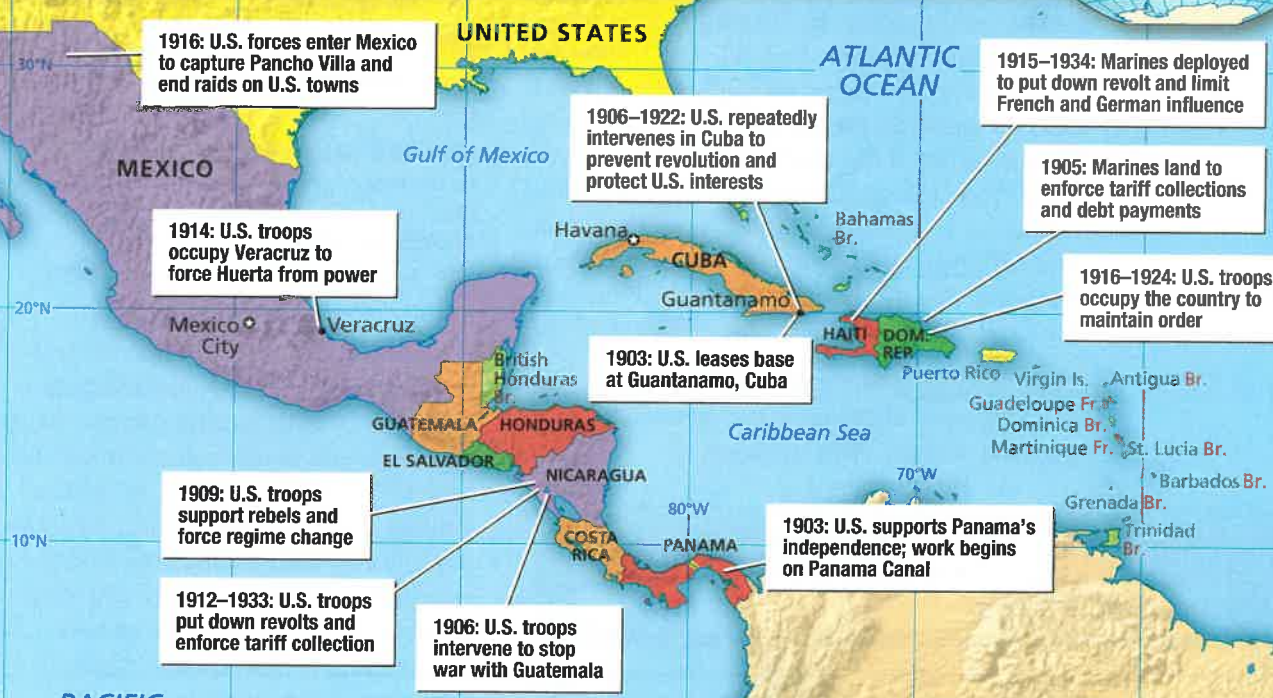 1916: U.S. forces enter Mexico
to capture Pancho Villa and
end raids on U.S. towns
UNITED STATES
ATLANTIC
OCEAN
1915–1934: Marines deployed
to put down revolt and limit
French and German influence
30°N
1906–1922: U.S. repeatedly
intervenes in Cuba to
prevent revolution and
protect U.S. interests
Gulf of Mexico
MEXICO
1905: Marines land to
enforce tariff collections
and debt payments
1914: U.S. troops
occupy Veracruz to
force Huerta from power
Bahamas
Br.
Havana
CUBA
Guantanamo
1916–1924: U.S. troops
occupy the country to
maintain order
20°N
Mexico
City
Veracruz
HAITI
DOM.
REP.
1903: U.S. leases base
at Guantanamo, Cuba
British
Honduras
Br.
Puerto Rico
Virgin Is.
Antigua Br.
Guadeloupe Fr.
Dominica Br.
Martinique Fr.
St. Lucia Br.
Barbados Br.
Grenada Br.
Trinidad
Br.
GUATEMALA
HONDURAS
Caribbean Sea
EL SALVADOR
NICARAGUA
70°W
80°W
1909: U.S. troops
support rebels and
force regime change
10°N
COSTA
RICA
PANAMA
1903: U.S. supports Panama's
independence; work begins
on Panama Canal
1912–1933: U.S. troops
put down revolts and
enforce tariff collection
1906: U.S. troops
intervene to stop
war with Guatemala
PACIFIC